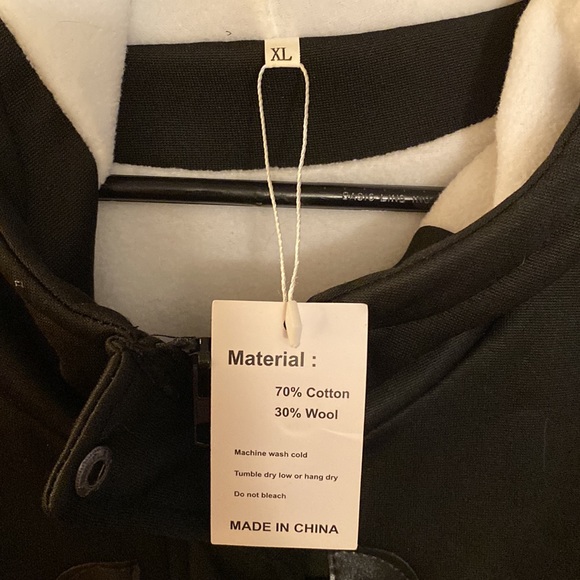 XL
Material :
70% Cotton
30% Wool
Machine wash cold
Tumble dry low or hang dry
Do not bleach
MADE IN CHINA